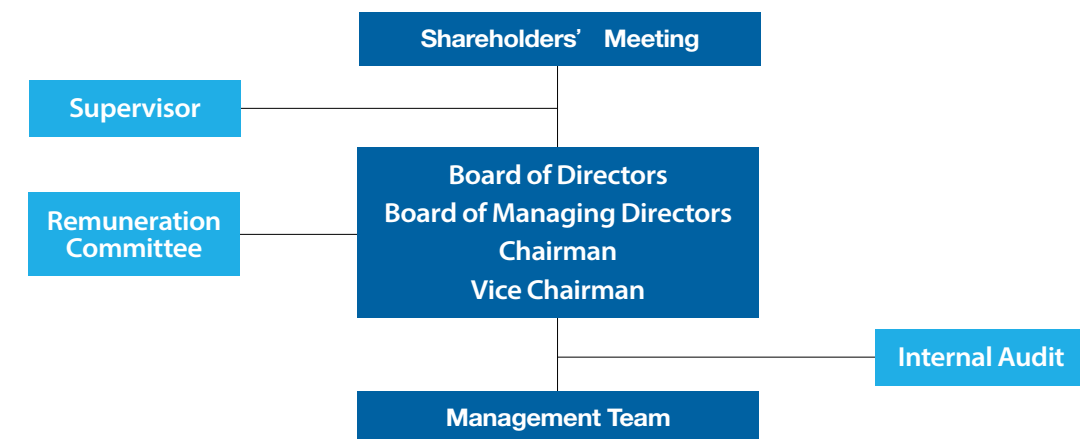 Shareholders’ Meeting
Supervisor
Board of Directors
Board of Managing Directors
Chairman
Vice Chairman
Remuneration
Committee
Internal Audit
Management Team